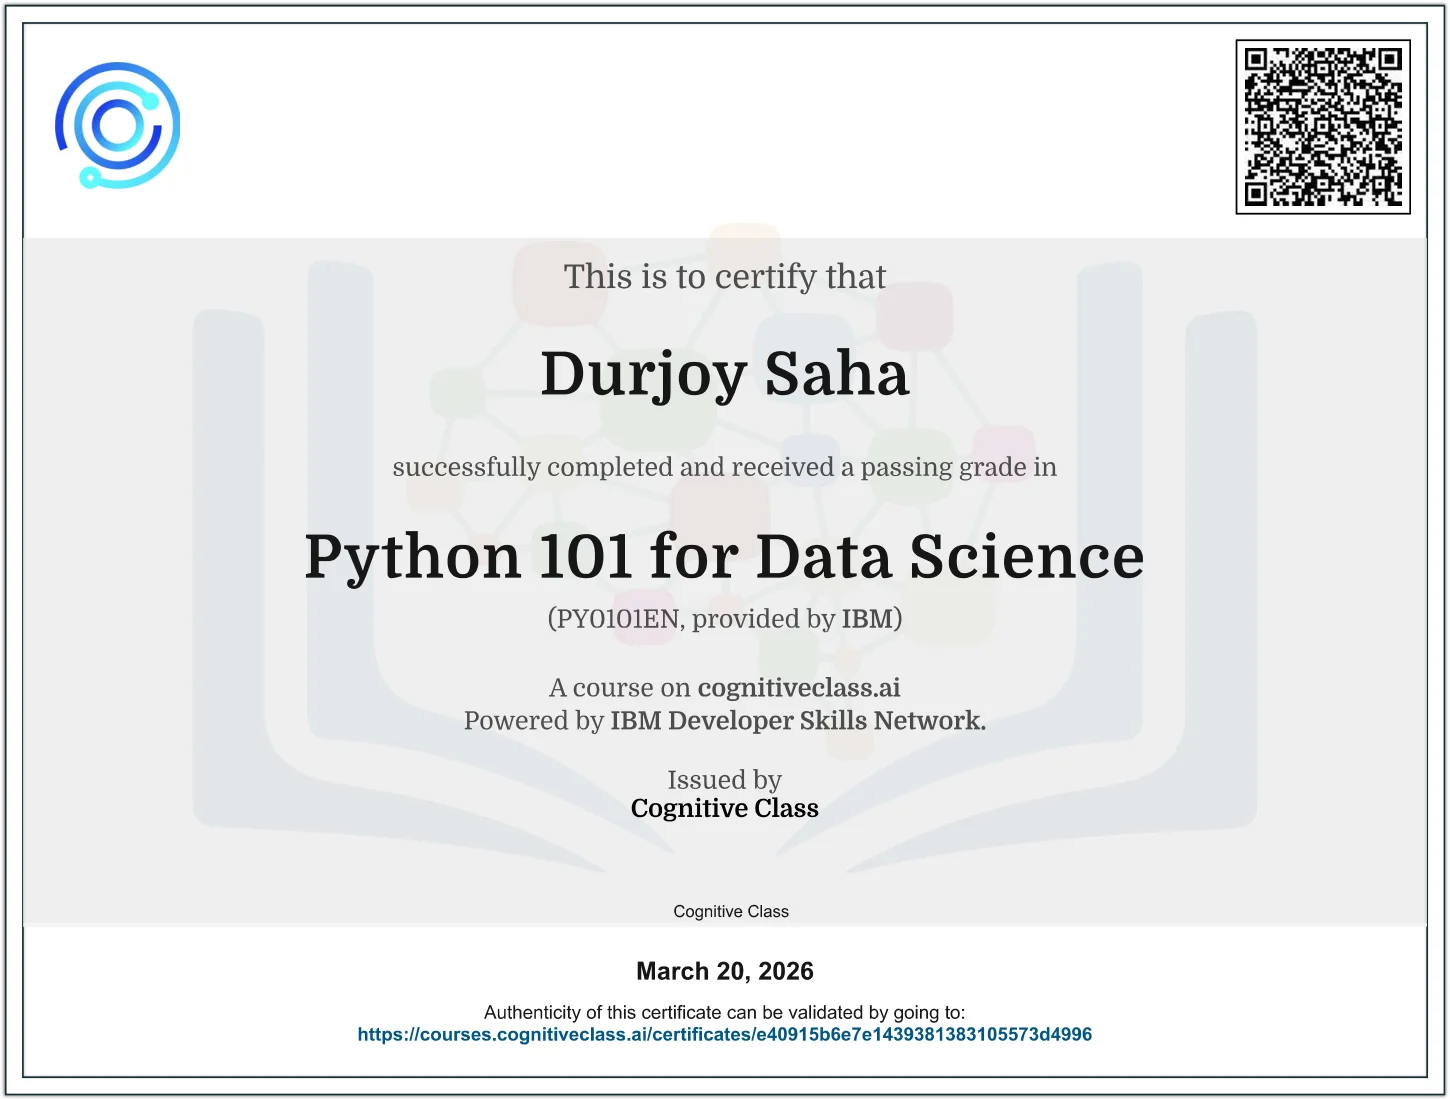 This is to certify that
Durjoy Saha
successfully completed and received a passing grade in
Python 101 for Data Science
(PY0101EN, provided by IBM)
A course on cognitiveclass.ai
Powered by IBM Developer Skills Network.
Issued by
Cognitive Class
Cognitive Class
March 20, 2026
Authenticity of this certificate can be validated by going to:
https://courses.cognitiveclass.ai/certificates/e40915b6e7e1439381383105573d4996